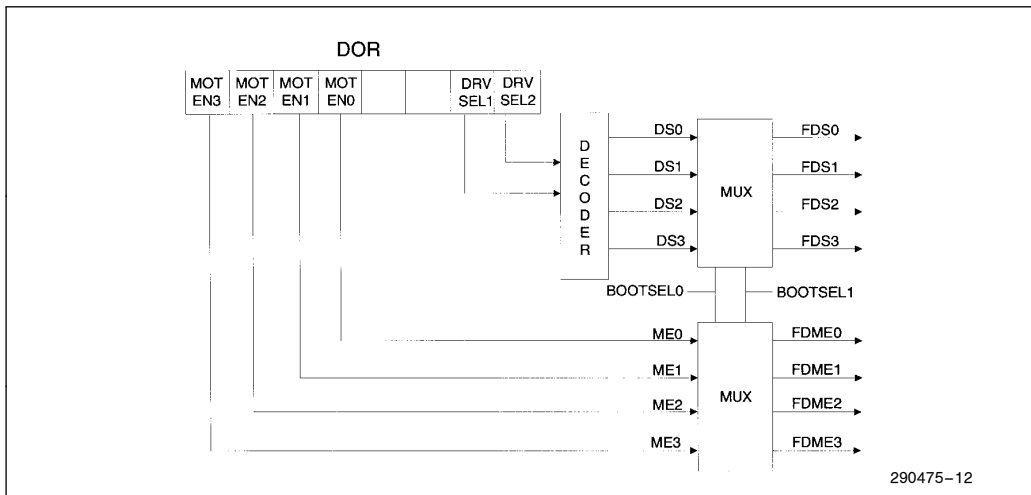 DOR
MOT EN3
MOT EN2
MOT EN1
MOT EN0
DRV SEL1
DRV SEL2
DECODER
DS0
DS1
DS2
DS3
MUX
FDS0
FDS1
FDS2
FDS3
BOOTSEL0
BOOTSEL1
ME0
ME1
ME2
ME3
MUX
FDME0
FDME1
FDME2
FDME3
290475-12